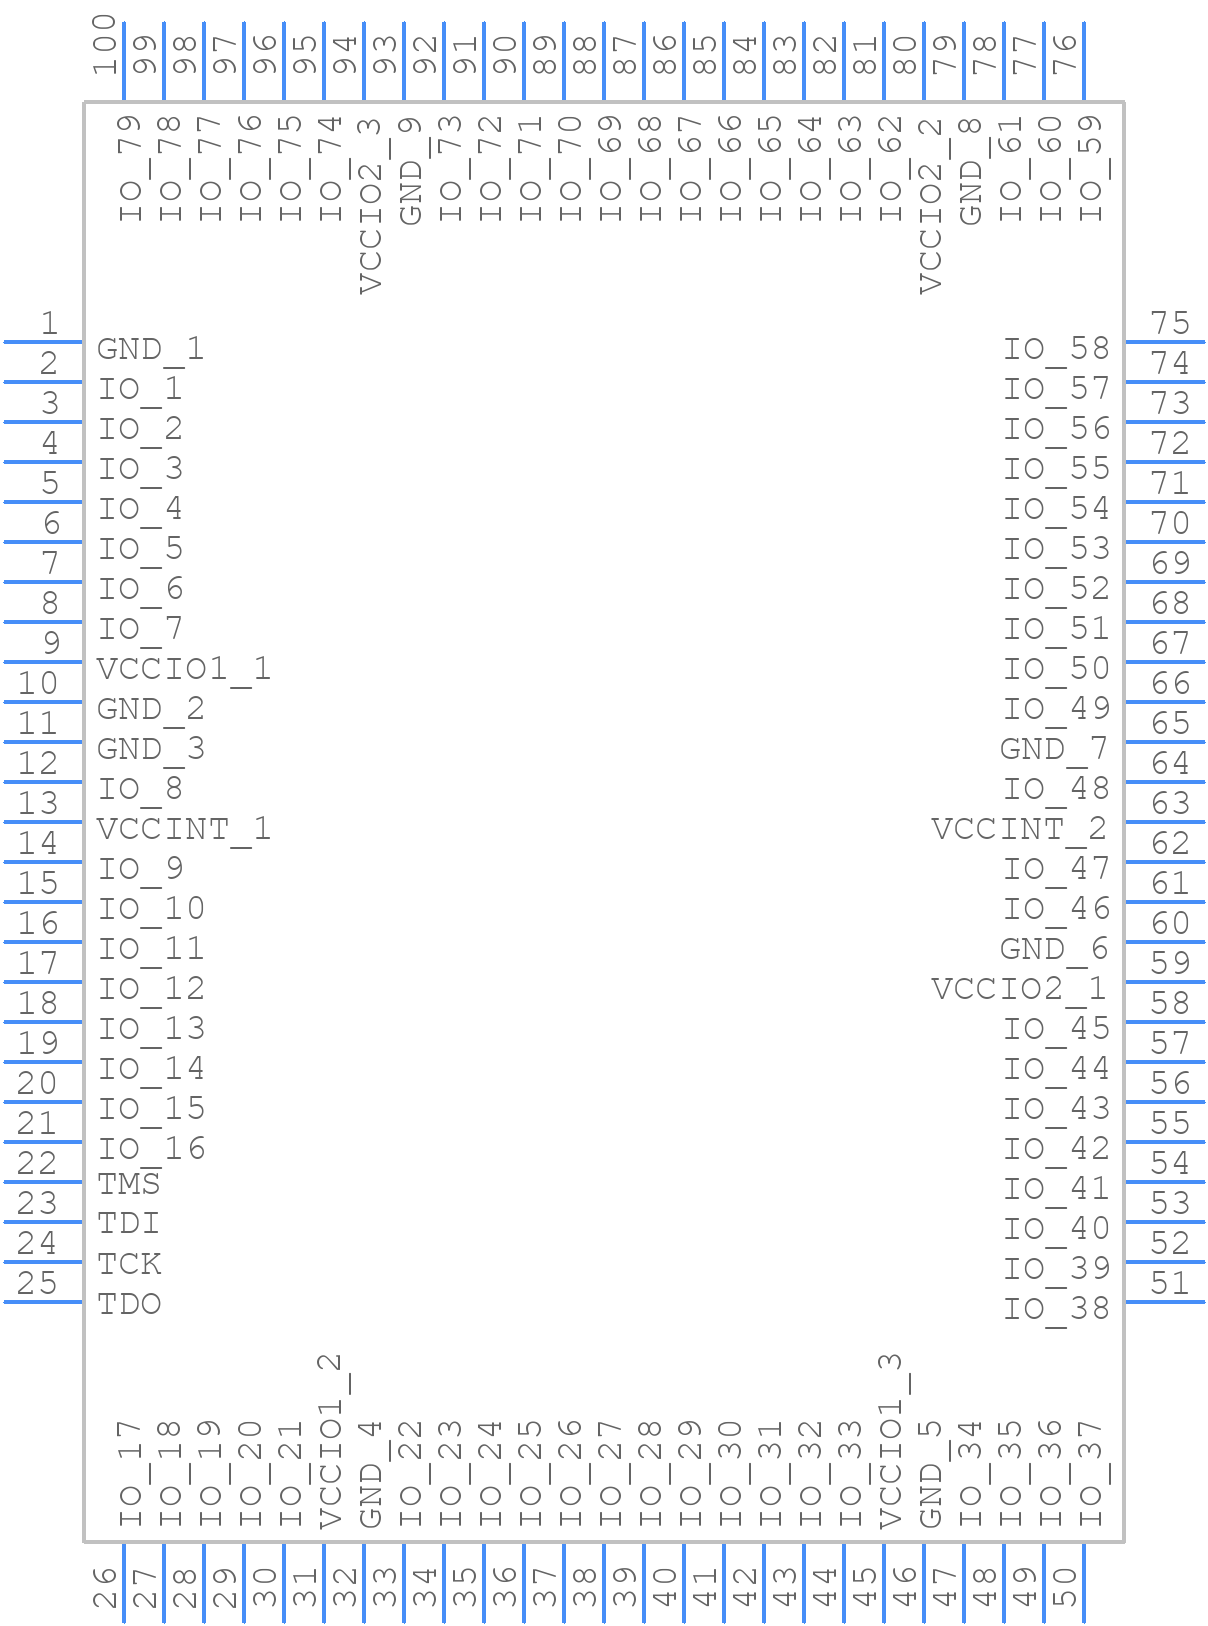 100 99 98 97 96 95 94 93 92 91 90 89 88 87 86 85 84 83 82 81 80 79 78 77 76
IO_79 IO_78 IO_77 IO_76 IO_75 IO_74 VCCIO2_3 GND_9 IO_73 IO_72 IO_71 IO_70 IO_69 IO_68 IO_67 IO_66 IO_65 IO_64 IO_63 IO_62 VCCIO2_2 GND_8 IO_61 IO_60 IO_59
1 GND_1 IO_58 75
2 IO_1 IO_57 74
3 IO_2 IO_56 73
4 IO_3 IO_55 72
5 IO_4 IO_54 71
6 IO_5 IO_53 70
7 IO_6 IO_52 69
8 IO_7 IO_51 68
9 VCCIO1_1 IO_50 67
10 GND_2 IO_49 66
11 GND_3 GND_7 65
12 IO_8 IO_48 64
13 VCCINT_1 VCCINT_2 63
14 IO_9 IO_47 62
15 IO_10 IO_46 61
16 IO_11 GND_6 60
17 IO_12 VCCIO2_1 59
18 IO_13 IO_45 58
19 IO_14 IO_44 57
20 IO_15 IO_43 56
21 IO_16 IO_42 55
22 TMS IO_41 54
23 TDI IO_40 53
24 TCK IO_39 52
25 TDO IO_38 51
IO_17 IO_18 IO_19 IO_20 IO_21 VCCIO1_2 GND_4 IO_22 IO_23 IO_24 IO_25 IO_26 IO_27 IO_28 IO_29 IO_30 IO_31 IO_32 IO_33 VCCIO1_3 GND_5 IO_34 IO_35 IO_36 IO_37
26 27 28 29 30 31 32 33 34 35 36 37 38 39 40 41 42 43 44 45 46 47 48 49 50